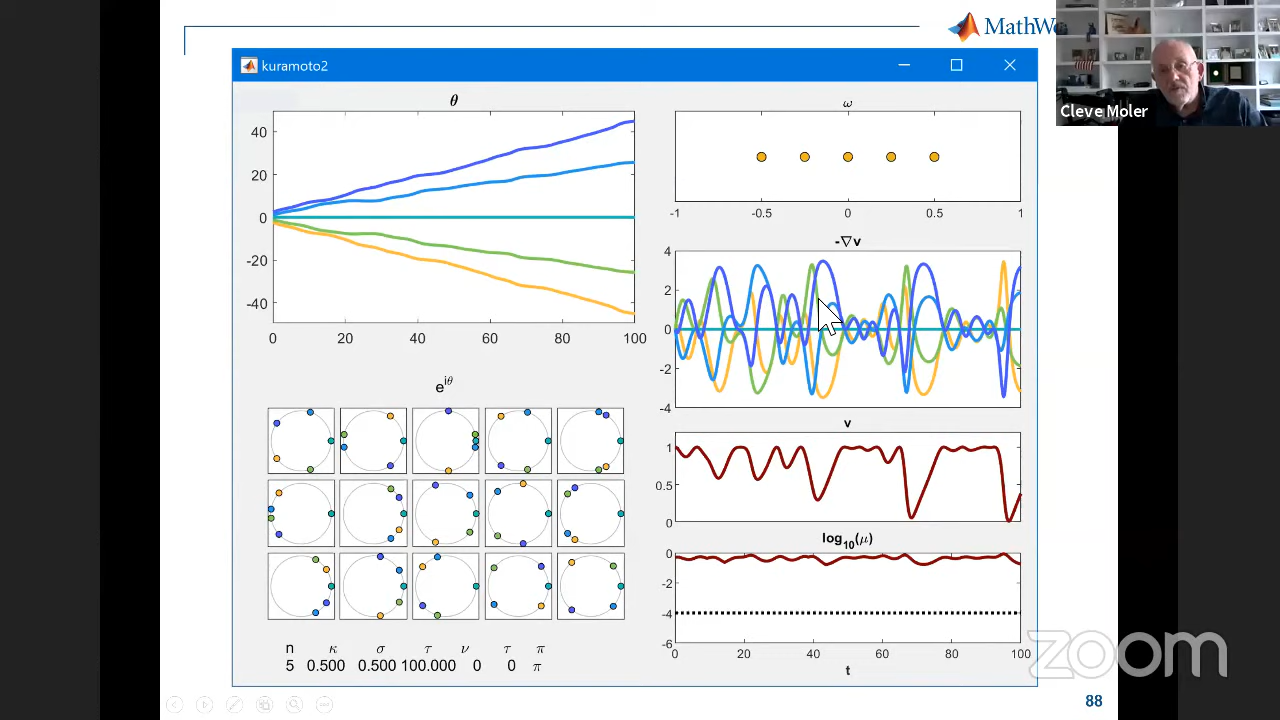 MathW
kuramoto2
Cleve Moler
θ
40
20
0
-20
-40
0 20 40 60 80 100
ω
-1 -0.5 0 0.5 1
-∇v
4
2
0
-2
-4
v
1
0.5
0
log10(μ)
0
-2
-4
-6
0 20 40 60 80 100
t
e^iθ
n κ σ τ ν τ π
5 0.500 0.500 100.000 0 0 π
zoom
88